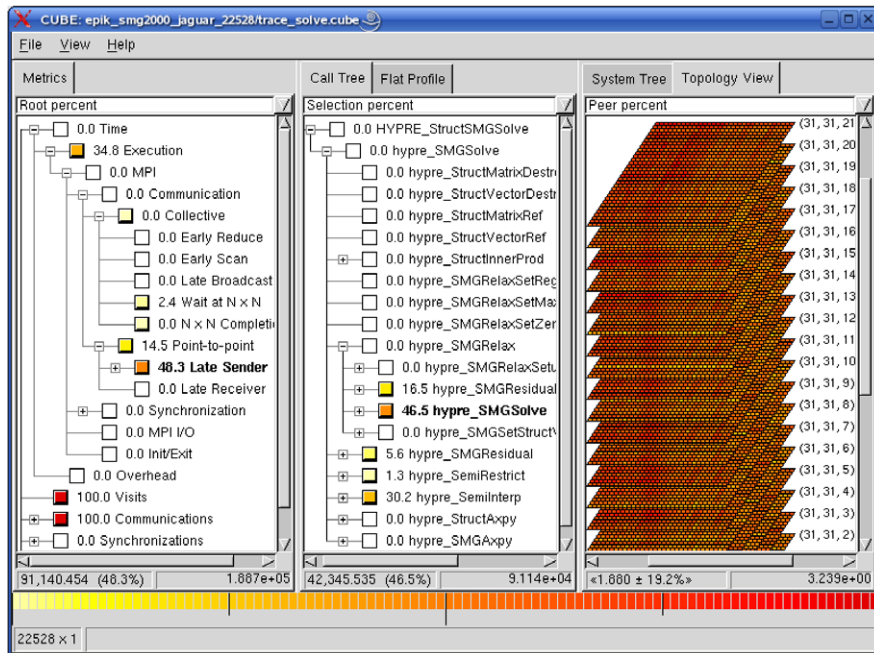 CUBE: epik_smg2000_jaguar_22528/trace_solve.cube
File View Help
Metrics
Root percent
0.0 Time
34.8 Execution
0.0 MPI
0.0 Communication
0.0 Collective
0.0 Early Reduce
0.0 Early Scan
0.0 Late Broadcast
2.4 Wait at N x N
0.0 N x N Completi
14.5 Point-to-point
48.3 Late Sender
0.0 Late Receiver
0.0 Synchronization
0.0 MPI I/O
0.0 Init/Exit
0.0 Overhead
100.0 Visits
100.0 Communications
0.0 Synchronizations
91,140.454 (48.3%) 1.887e+05
Call Tree Flat Profile
Selection percent
0.0 HYPRE_StructSMGSolve
0.0 hypre_SMGSolve
0.0 hypre_StructMatrixDestr
0.0 hypre_StructVectorDestr
0.0 hypre_StructMatrixRef
0.0 hypre_StructVectorRef
0.0 hypre_StructInnerProd
0.0 hypre_SMGRelaxSetReg
0.0 hypre_SMGRelaxSetMa
0.0 hypre_SMGRelaxSetZer
0.0 hypre_SMGRelax
0.0 hypre_SMGRelaxSetu
16.5 hypre_SMGResidual
46.5 hypre_SMGSolve
0.0 hypre_SMGSetStructV
5.6 hypre_SMGResidual
1.3 hypre_SemiRestrict
30.2 hypre_SemiInterp
0.0 hypre_StructAxpy
0.0 hypre_SMGAxpy
42,345.535 (46.5%) 9.114e+04
System Tree Topology View
Peer percent
(31, 31, 21
(31, 31, 20
(31, 31, 19
(31, 31, 18
(31, 31, 17
(31, 31, 16
(31, 31, 15
(31, 31, 14
(31, 31, 13
(31, 31, 12
(31, 31, 11
(31, 31, 10
(31, 31, 9)
(31, 31, 8)
(31, 31, 7)
(31, 31, 6)
(31, 31, 5)
(31, 31, 4)
(31, 31, 3)
(31, 31, 2)
«1.880 ± 19.2%» 3.239e+00
22528 x 1